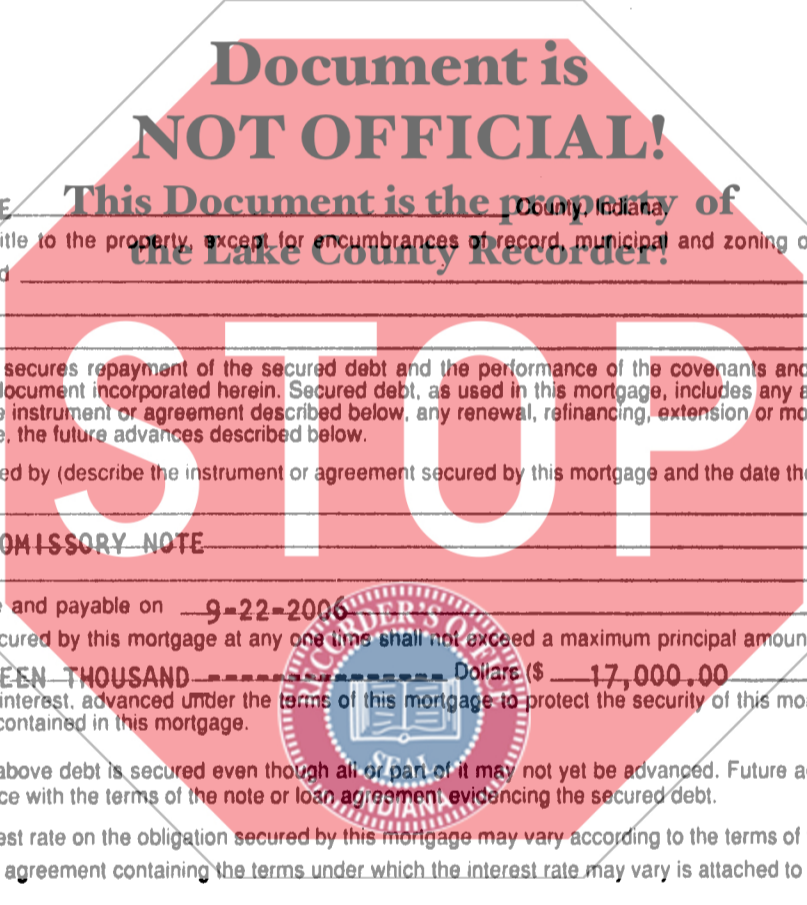 Document is
NOT OFFICIAL!
This Document is the property of
the Lake County Recorder!
E County, Indiana,
itle to the property, except for encumbrances of record, municipal and zoning o
d
STOP
secures repayment of the secured debt and the performance of the covenants and
locument incorporated herein. Secured debt, as used in this mortgage, includes any a
e instrument or agreement described below, any renewal, refinancing, extension or mo
e, the future advances described below.
ed by (describe the instrument or agreement secured by this mortgage and the date the
OMISSORY NOTE
e and payable on 9-22-2006
cured by this mortgage at any one time shall not exceed a maximum principal amoun
EEN THOUSAND ----------------- Dollars ($ 17,000.00
interest, advanced under the terms of this mortgage to protect the security of this mo
contained in this mortgage.
RECORDER'S OFFICE
SEAL
INDIANA
above debt is secured even though all or part of it may not yet be advanced. Future a
ce with the terms of the note or loan agreement evidencing the secured debt.
est rate on the obligation secured by this mortgage may vary according to the terms of
agreement containing the terms under which the interest rate may vary is attached to